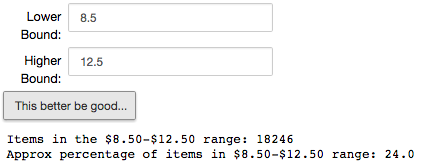 Lower Bound: 8.5
Higher Bound: 12.5
This better be good...
Items in the $8.50-$12.50 range: 18246
Approx percentage of items in $8.50-$12.50 range: 24.0